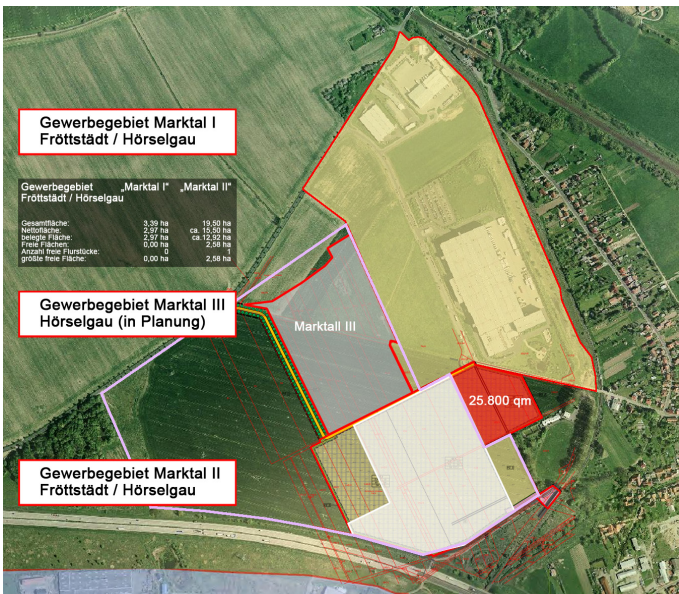 Gewerbegebiet Marktal I
Fröttstädt / Hörselgau
Gewerbegebiet „Marktal I" „Marktal II"
Fröttstädt / Hörselgau
Gesamtfläche: 3,39 ha 19,50 ha
Nettofläche: 2,97 ha ca. 15,50 ha
belegte Fläche: 2,97 ha ca.12,92 ha
Freie Flächen: 0,00 ha 2,58 ha
Anzahl freie Flurstücke: 0 1
größte freie Fläche: 0,00 ha 2,58 ha
Gewerbegebiet Marktal III
Hörselgau (in Planung)
Marktall III
25.800 qm
Gewerbegebiet Marktal II
Fröttstädt / Hörselgau